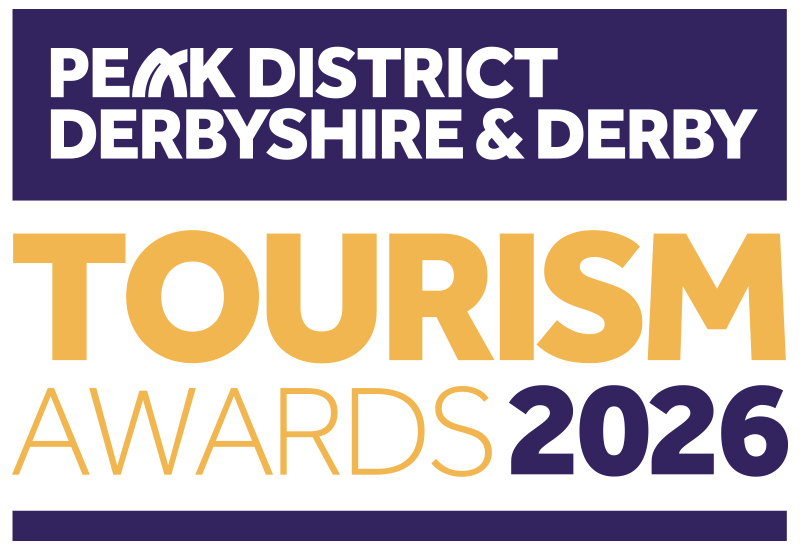 PEAK DISTRICT
DERBYSHIRE & DERBY
TOURISM
AWARDS 2026